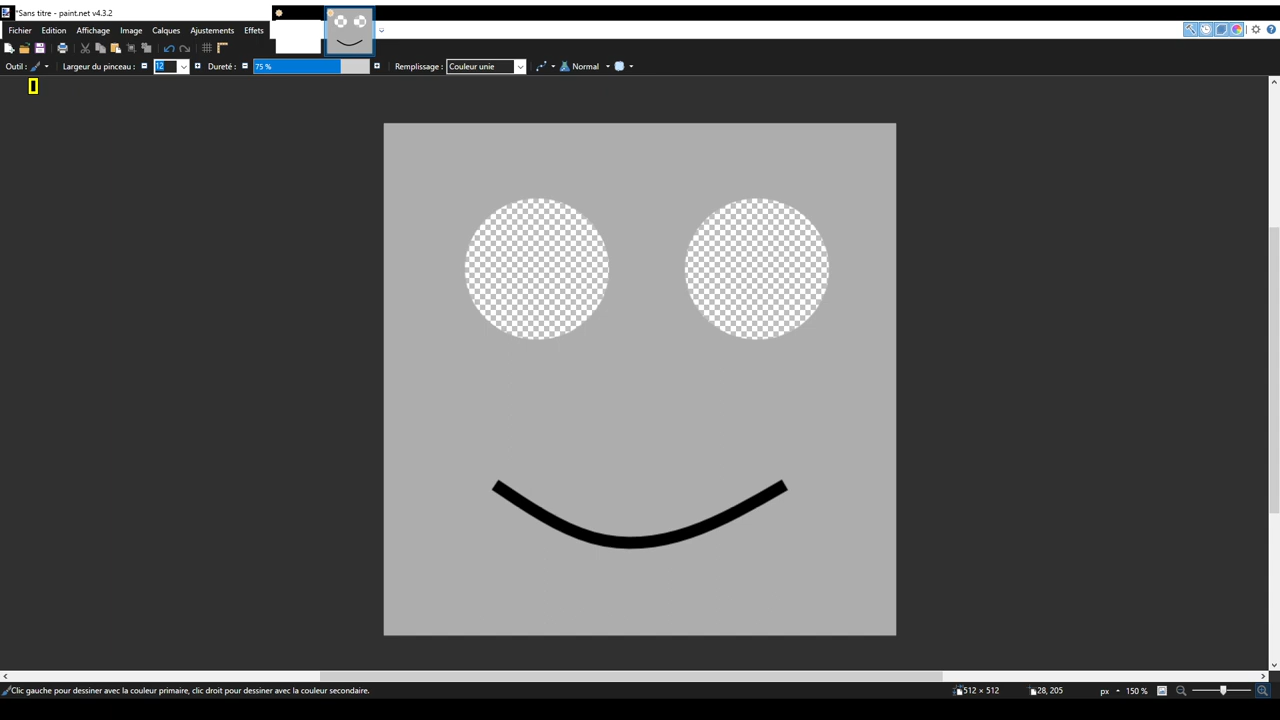 *Sans titre - paint.net v4.3.2
Fichier Edition Affichage Image Calques Ajustements Effets
Outil : Largeur du pinceau : 12 Dureté : 75 % Remplissage : Couleur unie Normal
Clic gauche pour dessiner avec la couleur primaire, clic droit pour dessiner avec la couleur secondaire. 512 × 512 28, 205 px 150 %